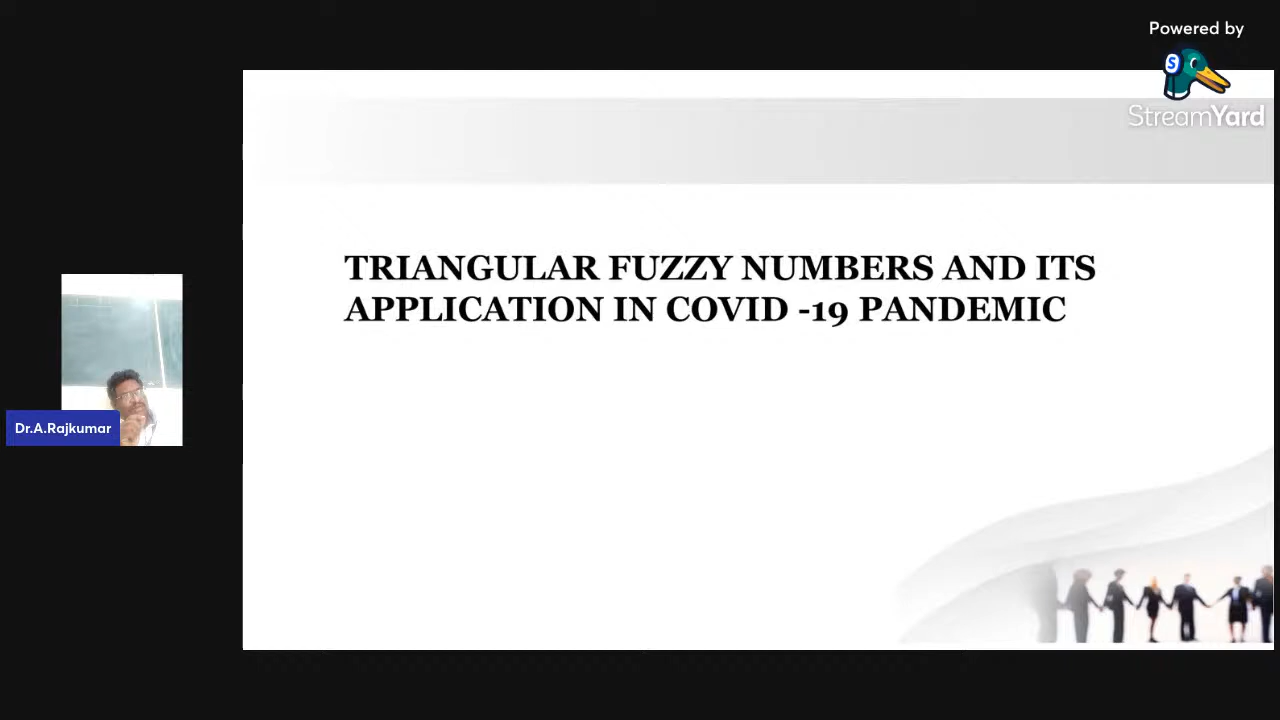 Powered by
StreamYard
TRIANGULAR FUZZY NUMBERS AND ITS
APPLICATION IN COVID -19 PANDEMIC
Dr.A.Rajkumar